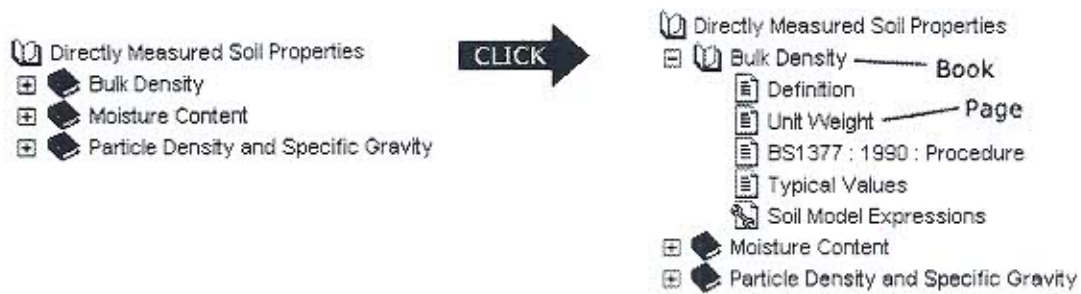 Directly Measured Soil Properties
Bulk Density
Moisture Content
Particle Density and Specific Gravity
CLICK
Directly Measured Soil Properties
Bulk Density
Book
Definition
Unit Weight
Page
BS1377 : 1990 : Procedure
Typical Values
Soil Model Expressions
Moisture Content
Particle Density and Specific Gravity